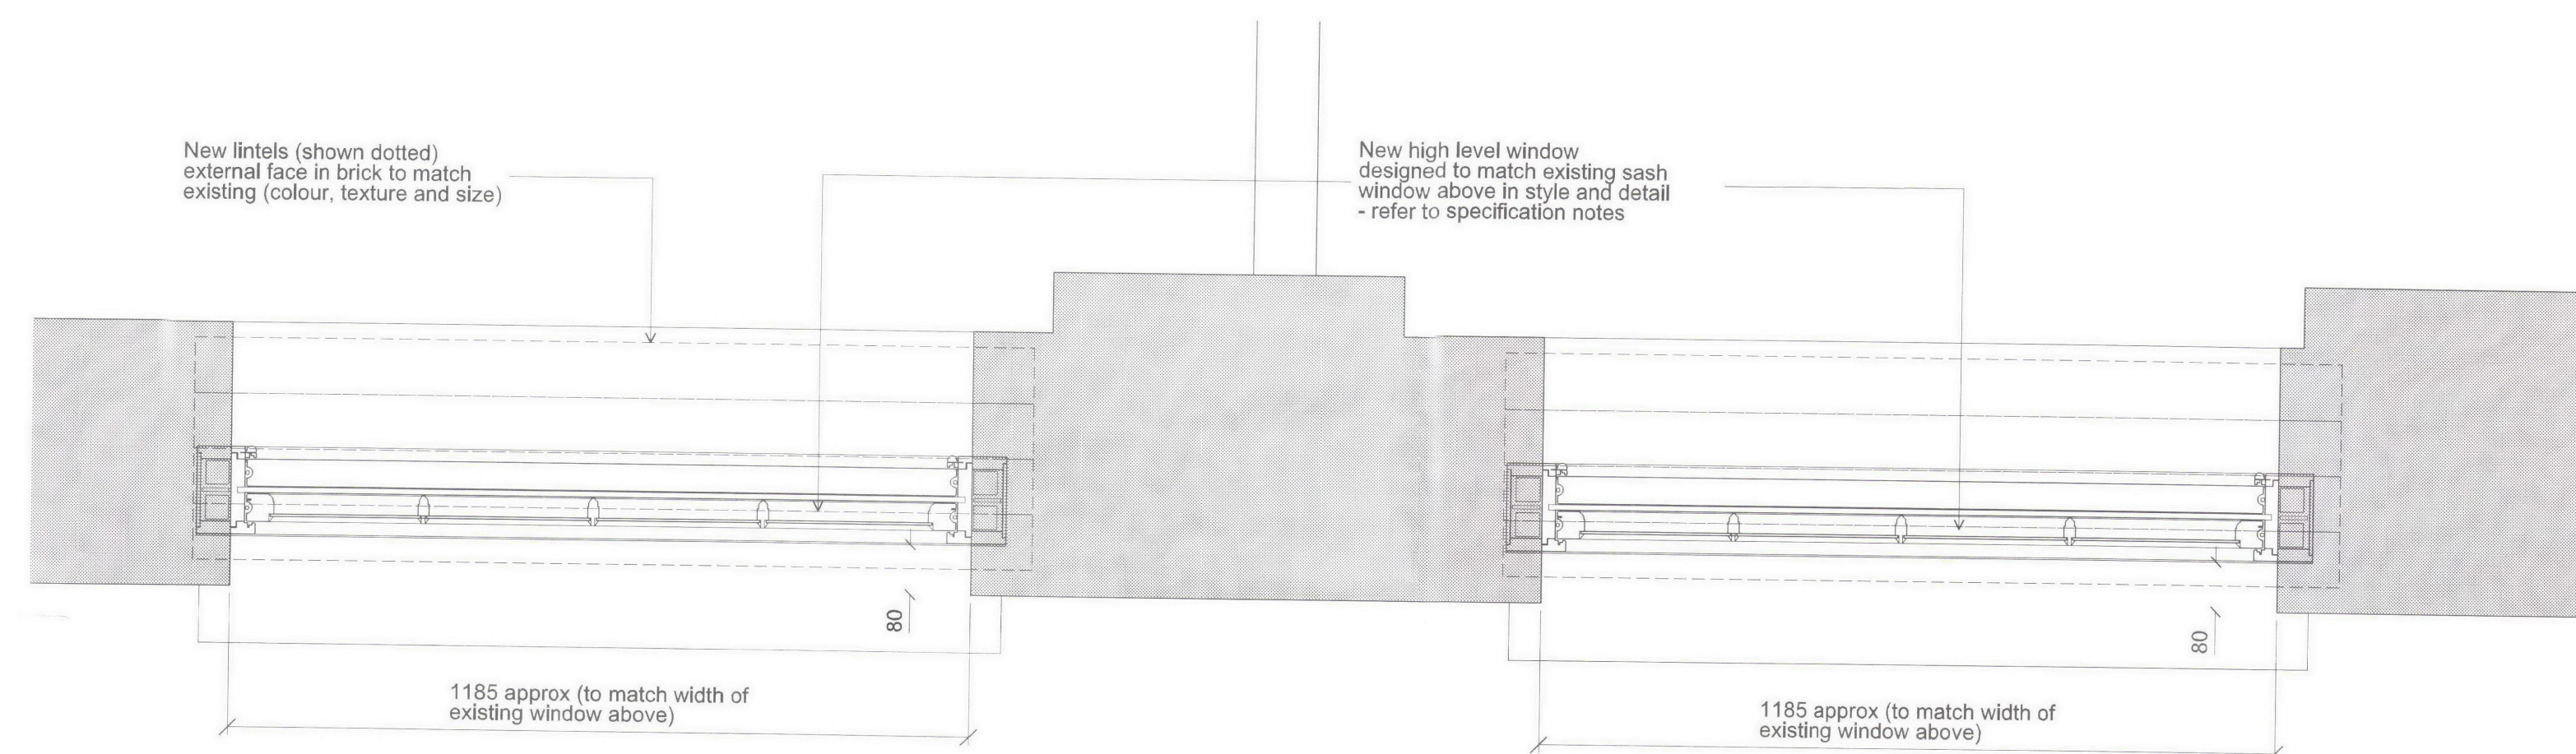 New lintels (shown dotted)
external face in brick to match
existing (colour, texture and size)
New high level window
designed to match existing sash
window above in style and detail
- refer to specification notes
80
80
1185 approx (to match width of
existing window above)
1185 approx (to match width of
existing window above)